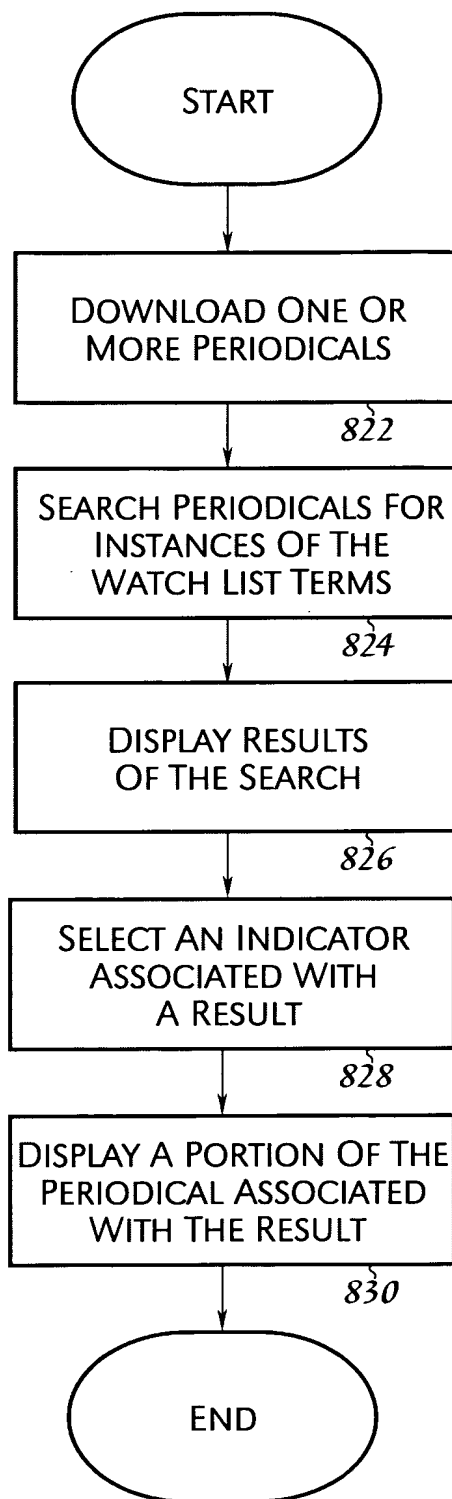 START
DOWNLOAD ONE OR
MORE PERIODICALS
822
SEARCH PERIODICALS FOR
INSTANCES OF THE
WATCH LIST TERMS
824
DISPLAY RESULTS
OF THE SEARCH
826
SELECT AN INDICATOR
ASSOCIATED WITH
A RESULT
828
DISPLAY A PORTION OF THE
PERIODICAL ASSOCIATED
WITH THE RESULT
830
END